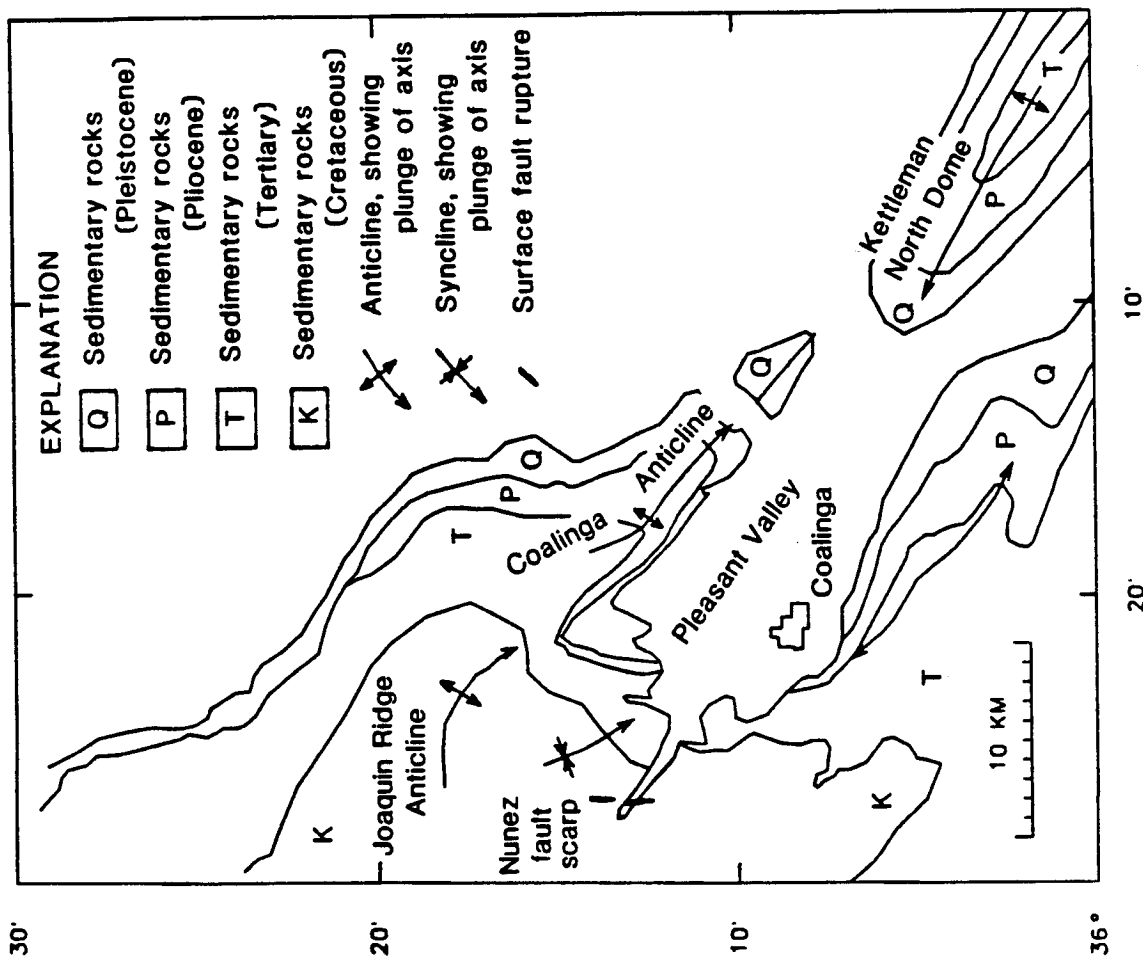 EXPLANATION
Q Sedimentary rocks
(Pleistocene)
P Sedimentary rocks
(Pliocene)
T Sedimentary rocks
(Tertiary)
K Sedimentary rocks
(Cretaceous)
Anticline, showing
plunge of axis
Syncline, showing
plunge of axis
Surface fault rupture
30'
20'
10'
36°
20'
10'
K
Joaquin Ridge
Anticline
Nunez
fault
scarp
T
P
Q
Coalinga
Anticline
Pleasant Valley
Coalinga
Q
Kettleman
North Dome
Q
P
T
K
T
P
Q
10 KM